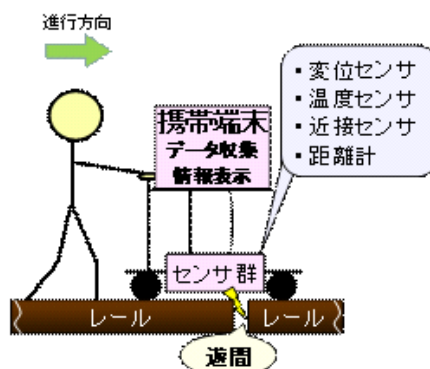 進行方向
携帯端末
データ収集
情報表示
▪ 変位センサ
▪ 温度センサ
▪ 近接センサ
▪ 距離計
センサ群
レール
レール
遊間